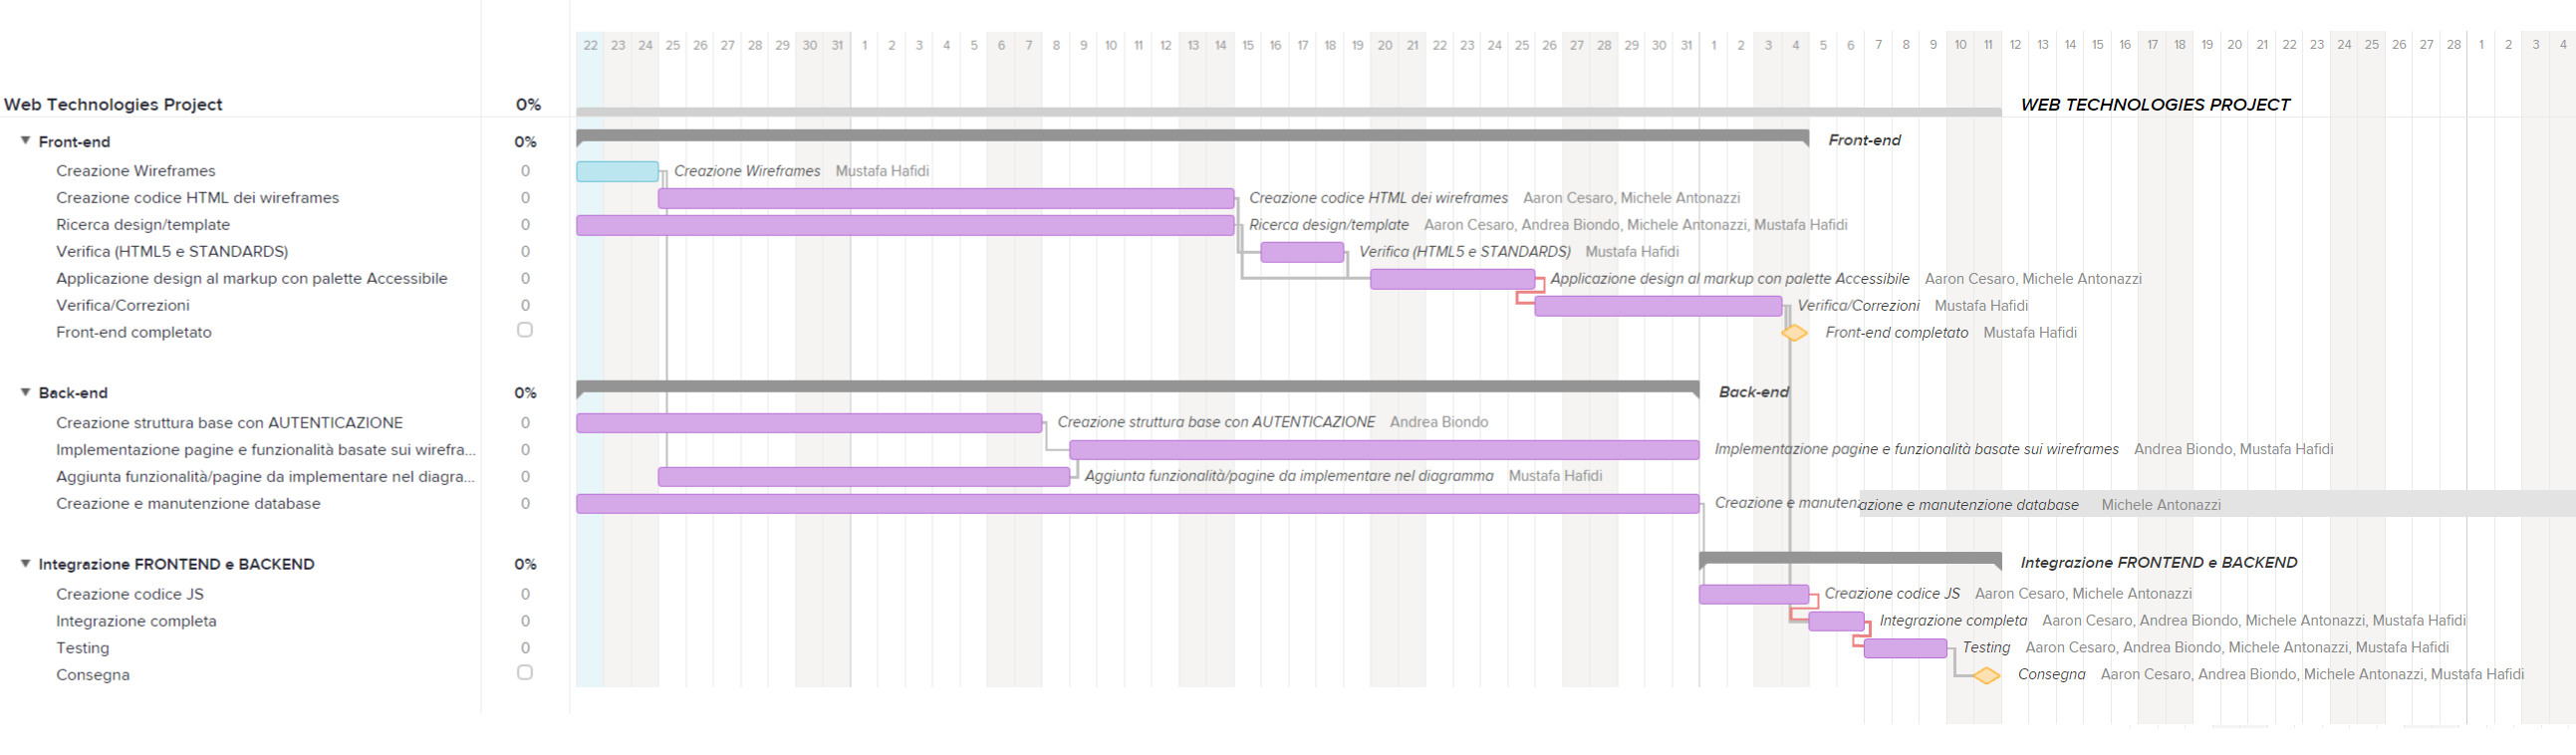 22 23 24 25 26 27 28 29 30 31 1 2 3 4 5 6 7 8 9 10 11 12 13 14 15 16 17 18 19 20 21 22 23 24 25 26 27 28 29 30 31 1 2 3 4 5 6 7 8 9 10 11 12 13 14 15 16 17 18 19 20 21 22 23 24 25 26 27 28 1 2 3 4
Web Technologies Project 0% WEB TECHNOLOGIES PROJECT
Front-end 0% Front-end
Creazione Wireframes 0 Creazione Wireframes Mustafa Hafidi
Creazione codice HTML dei wireframes 0 Creazione codice HTML dei wireframes Aaron Cesaro, Michele Antonazzi
Ricerca design/template 0 Ricerca design/template Aaron Cesaro, Andrea Biondo, Michele Antonazzi, Mustafa Hafidi
Verifica (HTML5 e STANDARDS) 0 Verifica (HTML5 e STANDARDS) Mustafa Hafidi
Applicazione design al markup con palette Accessibile 0 Applicazione design al markup con palette Accessibile Aaron Cesaro, Michele Antonazzi
Verifica/Correzioni 0 Verifica/Correzioni Mustafa Hafidi
Front-end completato Front-end completato Mustafa Hafidi
Back-end 0% Back-end
Creazione struttura base con AUTENTICAZIONE 0 Creazione struttura base con AUTENTICAZIONE Andrea Biondo
Implementazione pagine e funzionalità basate sui wirefra... 0 Implementazione pagine e funzionalità basate sui wireframes Andrea Biondo, Mustafa Hafidi
Aggiunta funzionalità/pagine da implementare nel diagra... 0 Aggiunta funzionalità/pagine da implementare nel diagramma Mustafa Hafidi
Creazione e manutenzione database 0 Creazione e manutenzazione e manutenzione database Michele Antonazzi
Integrazione FRONTEND e BACKEND 0% Integrazione FRONTEND e BACKEND
Creazione codice JS 0 Creazione codice JS Aaron Cesaro, Michele Antonazzi
Integrazione completa 0 Integrazione completa Aaron Cesaro, Andrea Biondo, Michele Antonazzi, Mustafa Hafidi
Testing 0 Testing Aaron Cesaro, Andrea Biondo, Michele Antonazzi, Mustafa Hafidi
Consegna Consegna Aaron Cesaro, Andrea Biondo, Michele Antonazzi, Mustafa Hafidi